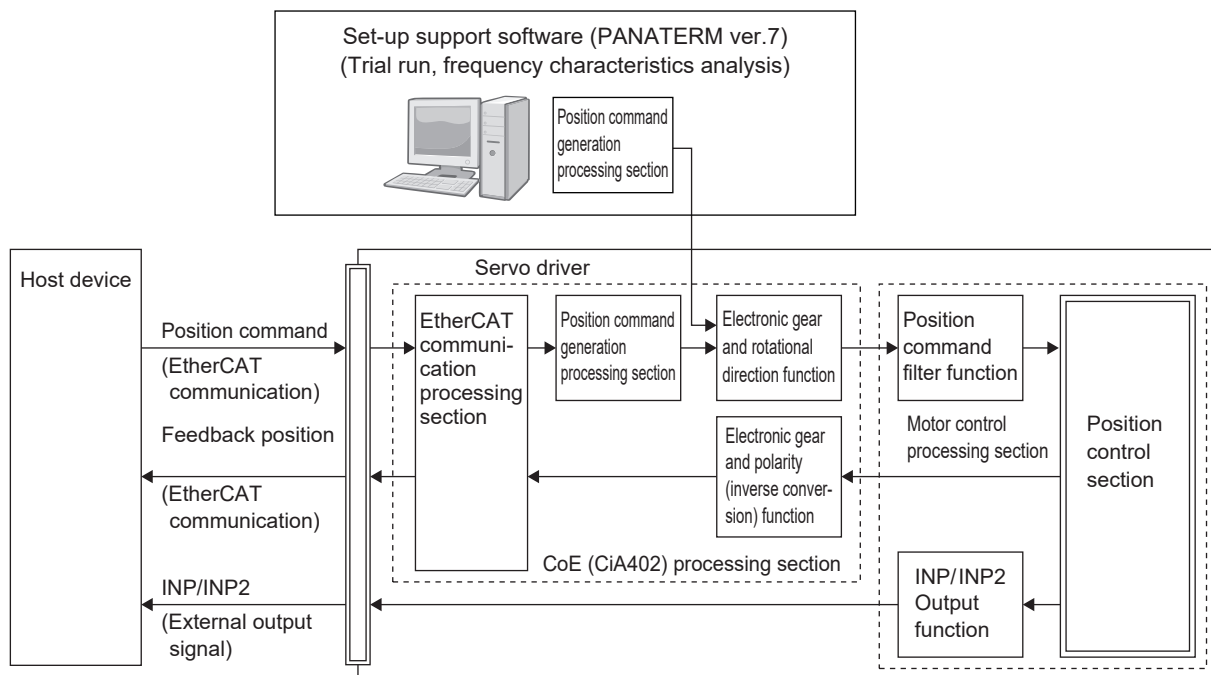 Set-up support software (PANATERM ver.7)
(Trial run, frequency characteristics analysis)
Position command
generation
processing section
Host device
Position command
(EtherCAT
communication)
Feedback position
(EtherCAT
communication)
INP/INP2
(External output
signal)
Servo driver
EtherCAT
communi-
cation
processing
section
Position command
generation
processing section
Electronic gear
and rotational
direction function
Electronic gear
and polarity
(inverse conver-
sion) function
CoE (CiA402) processing section
Position
command
filter function
Motor control
processing section
Position
control
section
INP/INP2
Output
function